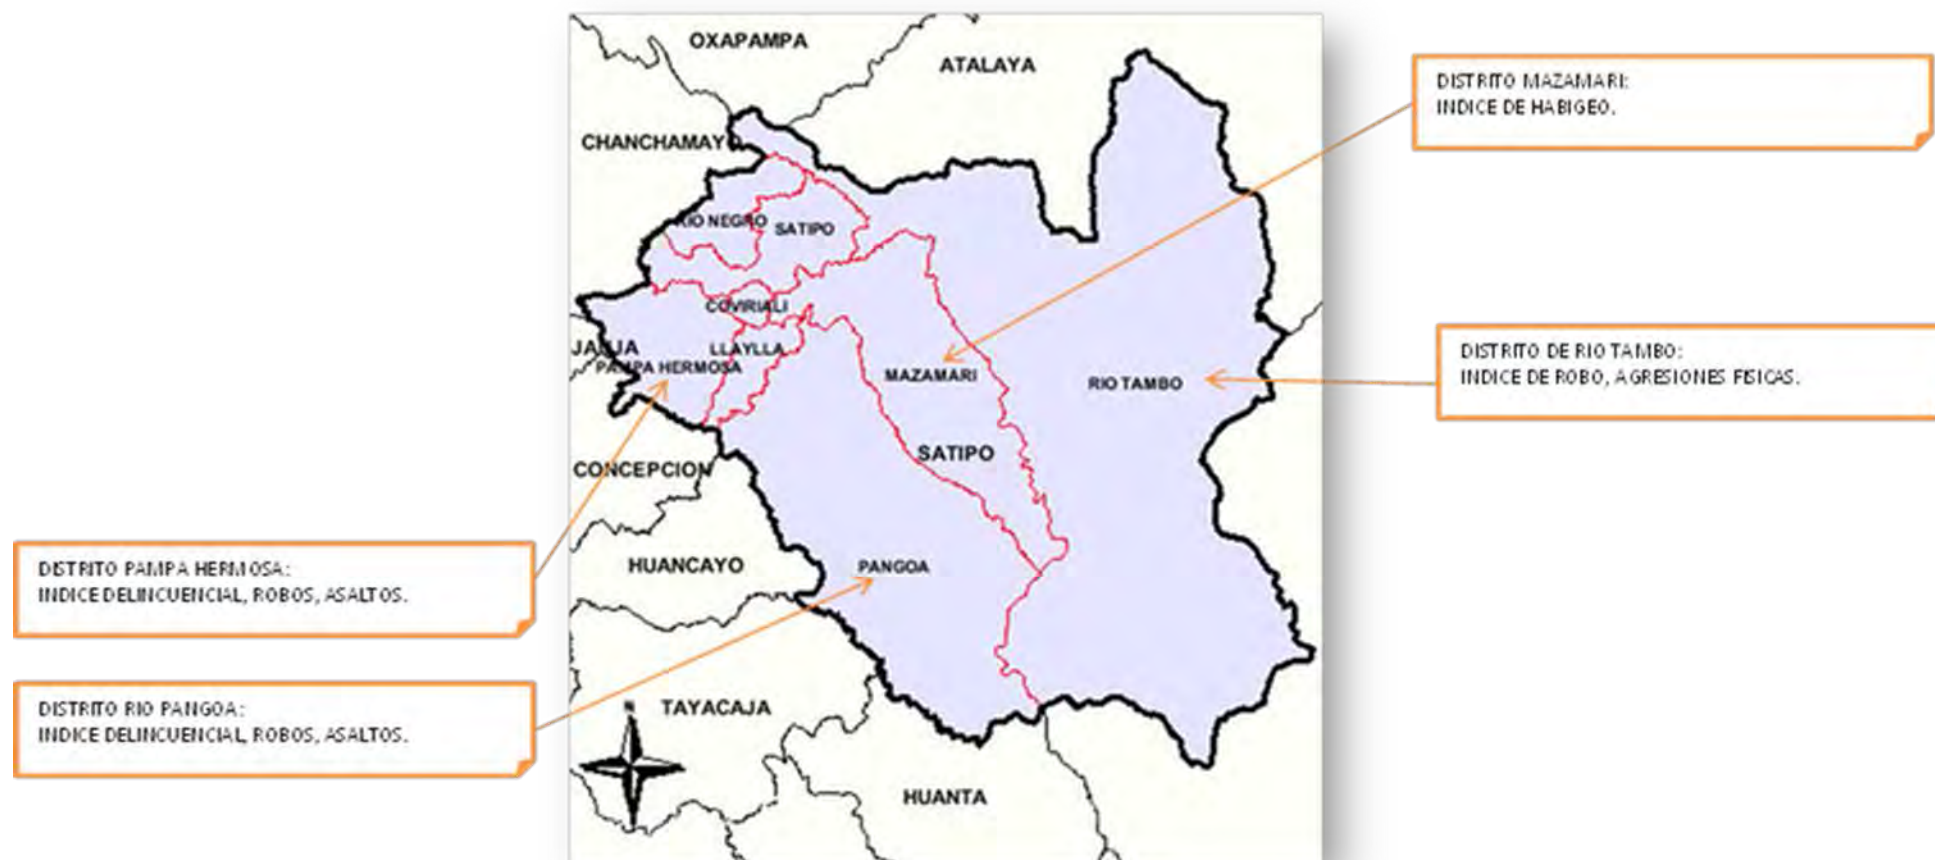 OXAPAMPA
ATALAYA
DISTRITO MAZAMARI:
INDICE DE HABIGEO.
CHANCHAMAYO
RIO NEGRO
SATIPO
COVIRIALI
JAUJA
LLAYLLA
PAMPA HERMOSA
MAZAMARI
RIO TAMBO
DISTRITO DE RIO TAMBO:
INDICE DE ROBO, AGRESIONES FISICAS.
SATIPO
CONCEPCION
HUANCAYO
PANGOA
DISTRITO PAMPA HERMOSA:
INDICE DELINCUENCIAL, ROBOS, ASALTOS.
DISTRITO RIO PANGOA:
INDICE DELINCUENCIAL, ROBOS, ASALTOS.
N
TAYACAJA
HUANTA